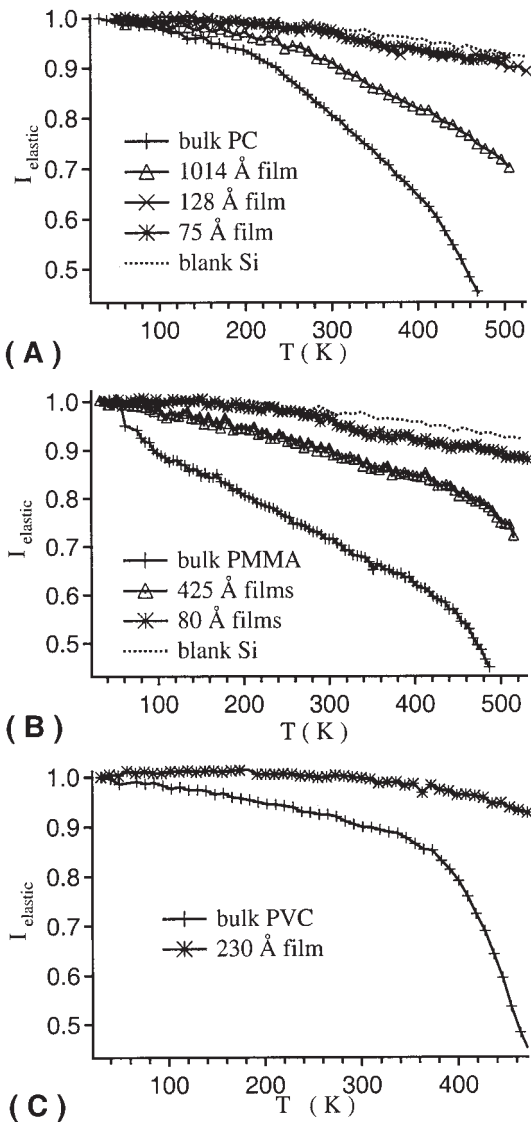 1.0
0.9
0.8
0.7
0.6
0.5
I elastic
bulk PC
1014 Å film
128 Å film
75 Å film
blank Si
100 200 300 400 500
T (K)
(A)
1.0
0.9
0.8
0.7
0.6
0.5
I elastic
bulk PMMA
425 Å films
80 Å films
blank Si
100 200 300 400 500
T (K)
(B)
1.0
0.9
0.8
0.7
0.6
0.5
I elastic
bulk PVC
230 Å film
100 200 300 400
T (K)
(C)